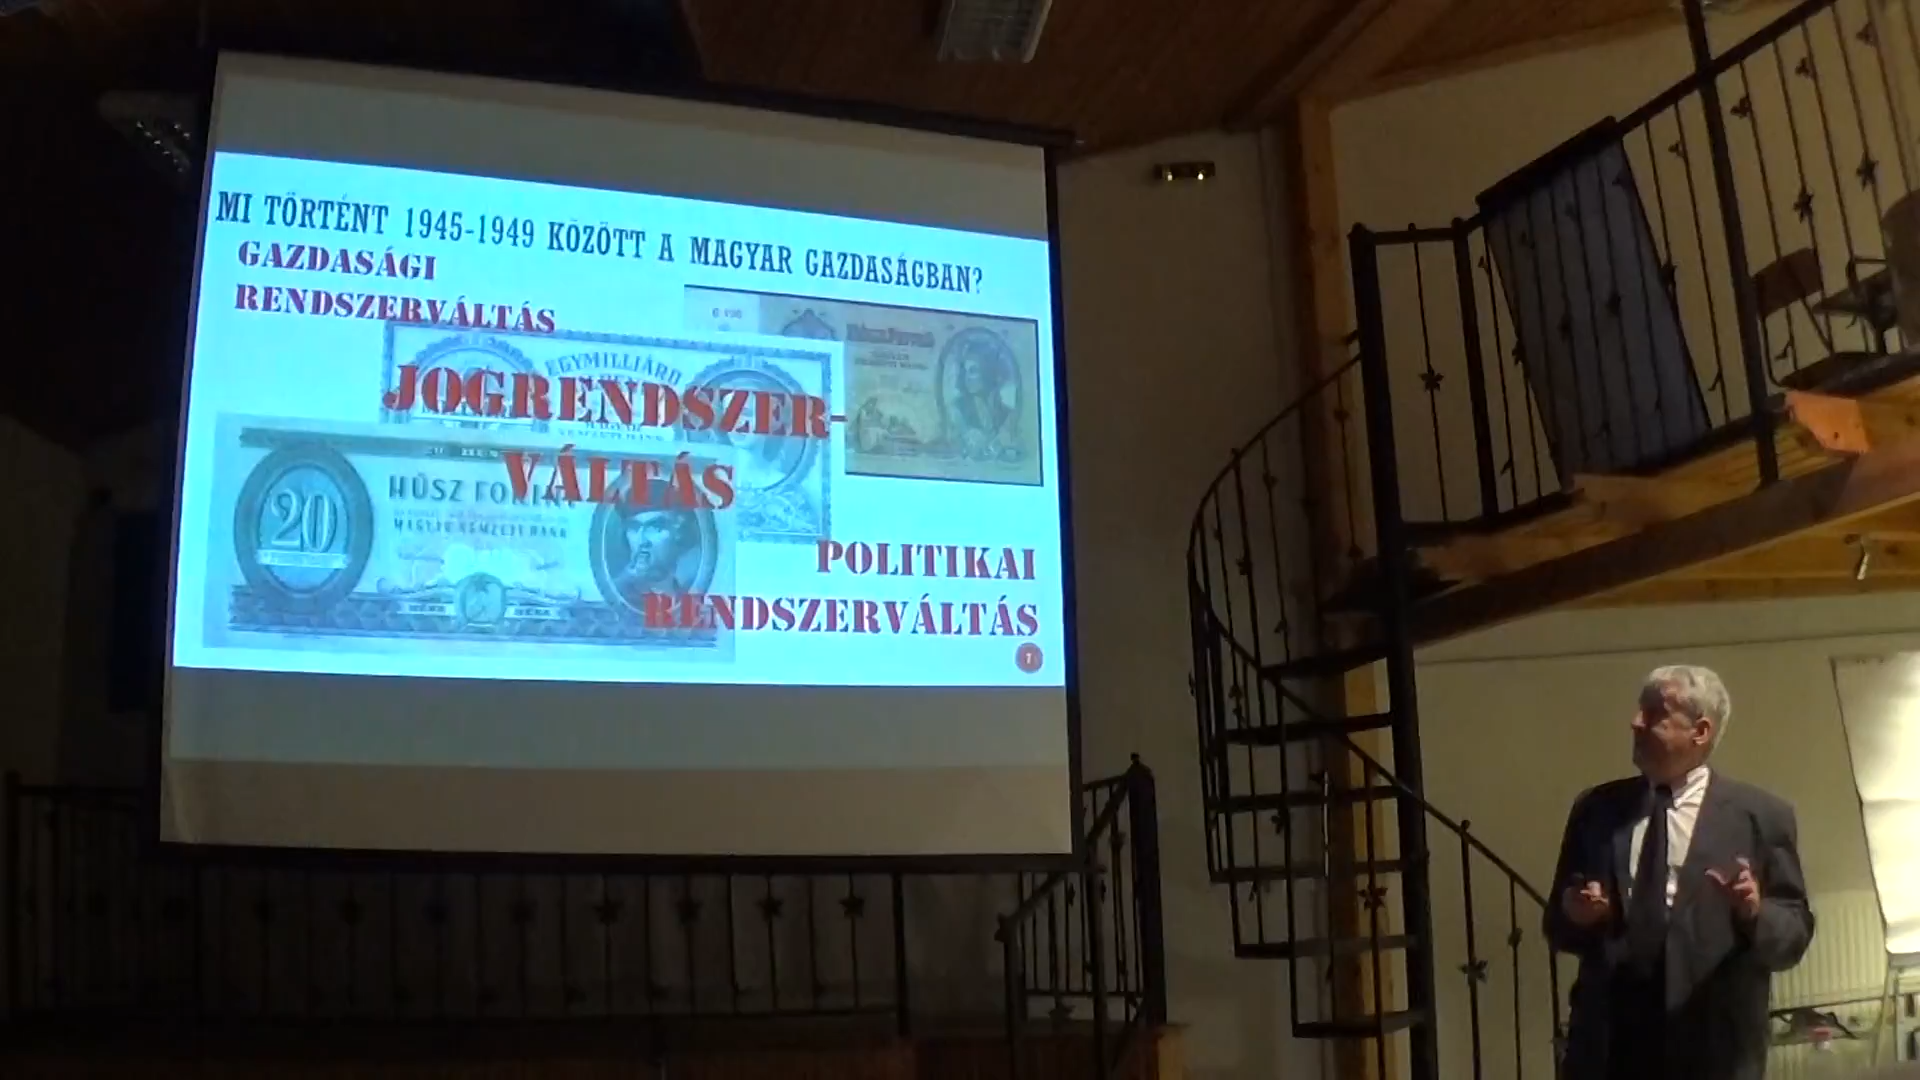 MI TÖRTÉNT 1945-1949 KÖZÖTT A MAGYAR GAZDASÁGBAN?
GAZDASÁGI
RENDSZERVÁLTÁS
EGYMILLIÁRD
JOGRENDSZER-
VÁLTÁS
20
HÚSZ FORINT
MAGYAR NEMZETI BANK
POLITIKAI
RENDSZERVÁLTÁS
7